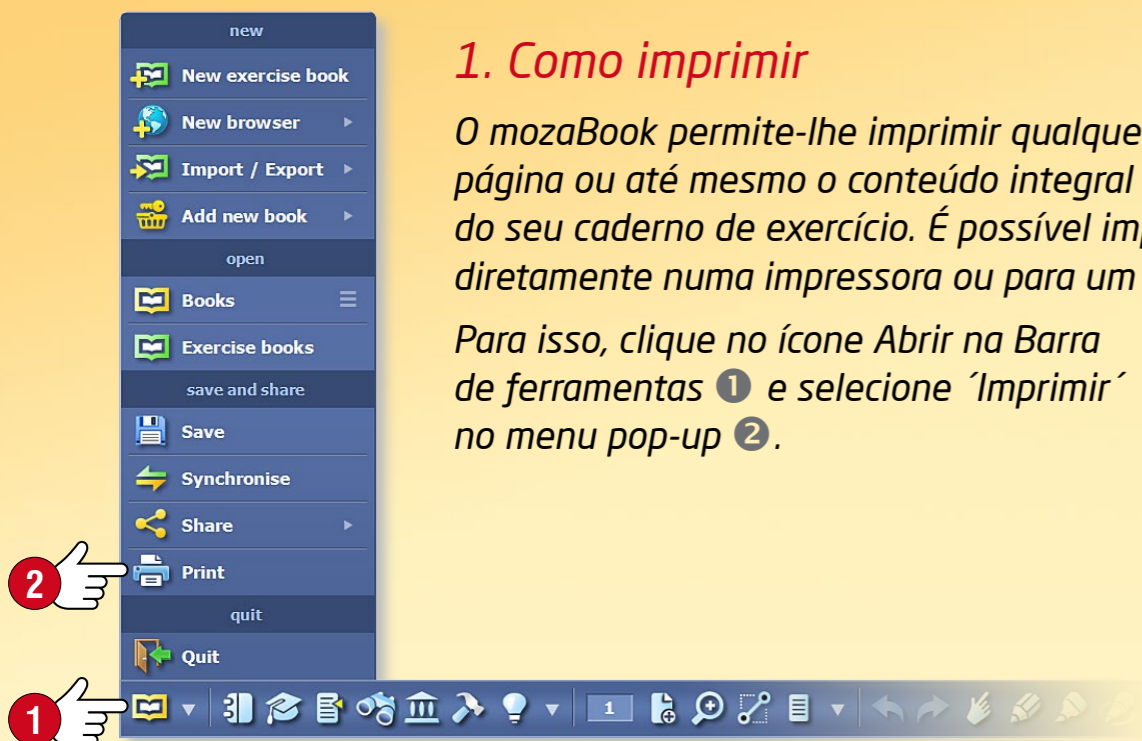 new
New exercise book
New browser
Import / Export
Add new book
open
Books
Exercise books
save and share
Save
Synchronise
Share
Print
quit
Quit
2
1
1
1. Como imprimir
O mozaBook permite-lhe imprimir qualque
página ou até mesmo o conteúdo integral
do seu caderno de exercício. É possível imp
diretamente numa impressora ou para um
Para isso, clique no ícone Abrir na Barra
de ferramentas ❶ e selecione ´Imprimir´
no menu pop-up ❷.